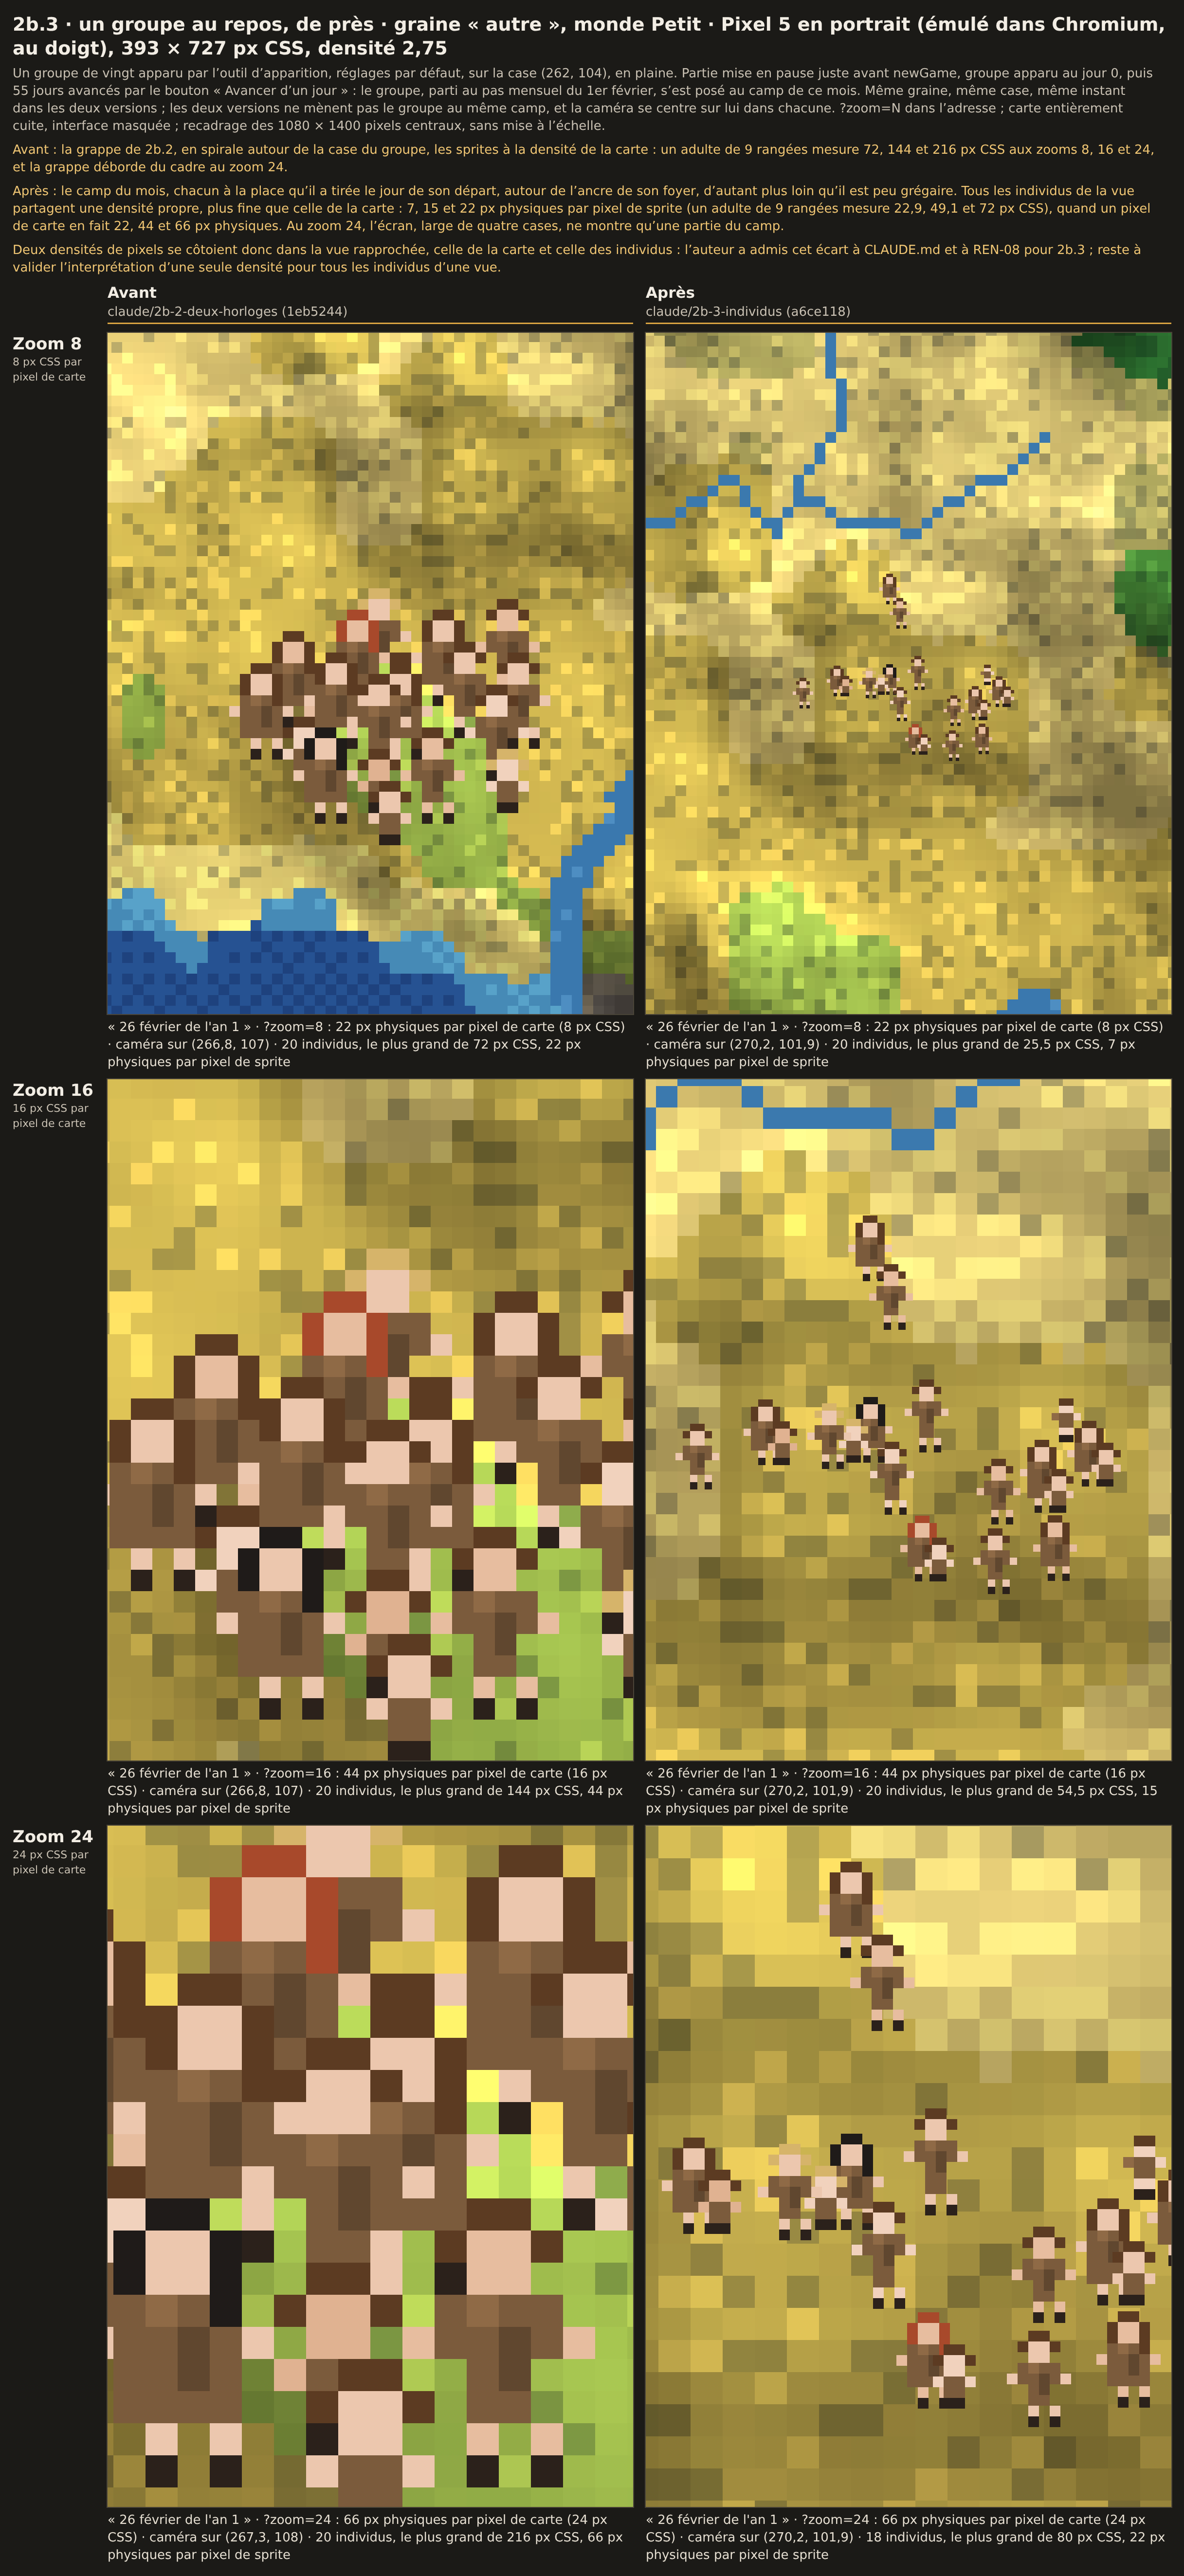 2b.3 · un groupe au repos, de près · graine « autre », monde Petit · Pixel 5 en portrait (émulé dans Chromium,
au doigt), 393 × 727 px CSS, densité 2,75
Un groupe de vingt apparu par l’outil d’apparition, réglages par défaut, sur la case (262, 104), en plaine. Partie mise en pause juste avant newGame, groupe apparu au jour 0, puis
55 jours avancés par le bouton « Avancer d’un jour » : le groupe, parti au pas mensuel du 1er février, s’est posé au camp de ce mois. Même graine, même case, même instant
dans les deux versions ; les deux versions ne mènent pas le groupe au même camp, et la caméra se centre sur lui dans chacune. ?zoom=N dans l’adresse ; carte entièrement
cuite, interface masquée ; recadrage des 1080 × 1400 pixels centraux, sans mise à l’échelle.
Avant : la grappe de 2b.2, en spirale autour de la case du groupe, les sprites à la densité de la carte : un adulte de 9 rangées mesure 72, 144 et 216 px CSS aux zooms 8, 16 et 24,
et la grappe déborde du cadre au zoom 24.
Après : le camp du mois, chacun à la place qu’il a tirée le jour de son départ, autour de l’ancre de son foyer, d’autant plus loin qu’il est peu grégaire. Tous les individus de la vue
partagent une densité propre, plus fine que celle de la carte : 7, 15 et 22 px physiques par pixel de sprite (un adulte de 9 rangées mesure 22,9, 49,1 et 72 px CSS), quand un pixel
de carte en fait 22, 44 et 66 px physiques. Au zoom 24, l’écran, large de quatre cases, ne montre qu’une partie du camp.
Deux densités de pixels se côtoient donc dans la vue rapprochée, celle de la carte et celle des individus : l’auteur a admis cet écart à CLAUDE.md et à REN-08 pour 2b.3 ; reste à
valider l’interprétation d’une seule densité pour tous les individus d’une vue.
Avant
claude/2b-2-deux-horloges (1eb5244)
Après
claude/2b-3-individus (a6ce118)
Zoom 8
8 px CSS par
pixel de carte
« 26 février de l'an 1 » · ?zoom=8 : 22 px physiques par pixel de carte (8 px CSS)
· caméra sur (266,8, 107) · 20 individus, le plus grand de 72 px CSS, 22 px
physiques par pixel de sprite
« 26 février de l'an 1 » · ?zoom=8 : 22 px physiques par pixel de carte (8 px CSS)
· caméra sur (270,2, 101,9) · 20 individus, le plus grand de 25,5 px CSS, 7 px
physiques par pixel de sprite
Zoom 16
16 px CSS par
pixel de carte
« 26 février de l'an 1 » · ?zoom=16 : 44 px physiques par pixel de carte (16 px
CSS) · caméra sur (266,8, 107) · 20 individus, le plus grand de 144 px CSS, 44 px
physiques par pixel de sprite
« 26 février de l'an 1 » · ?zoom=16 : 44 px physiques par pixel de carte (16 px
CSS) · caméra sur (270,2, 101,9) · 20 individus, le plus grand de 54,5 px CSS, 15
px physiques par pixel de sprite
Zoom 24
24 px CSS par
pixel de carte
« 26 février de l'an 1 » · ?zoom=24 : 66 px physiques par pixel de carte (24 px
CSS) · caméra sur (267,3, 108) · 20 individus, le plus grand de 216 px CSS, 66 px
physiques par pixel de sprite
« 26 février de l'an 1 » · ?zoom=24 : 66 px physiques par pixel de carte (24 px
CSS) · caméra sur (270,2, 101,9) · 18 individus, le plus grand de 80 px CSS, 22 px
physiques par pixel de sprite